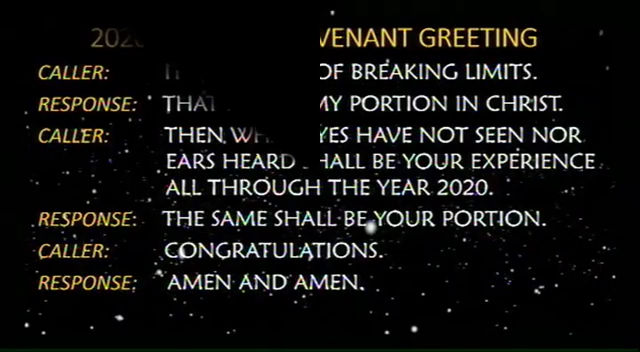 2020 VENANT GREETING
CALLER: OF BREAKING LIMITS.
RESPONSE: THAT MY PORTION IN CHRIST.
CALLER: THEN YES HAVE NOT SEEN NOR
EARS HEARD SHALL BE YOUR EXPERIENCE
ALL THROUGH THE YEAR 2020.
RESPONSE: THE SAME SHALL BE YOUR PORTION.
CALLER: CONGRATULATIONS.
RESPONSE: AMEN AND AMEN.